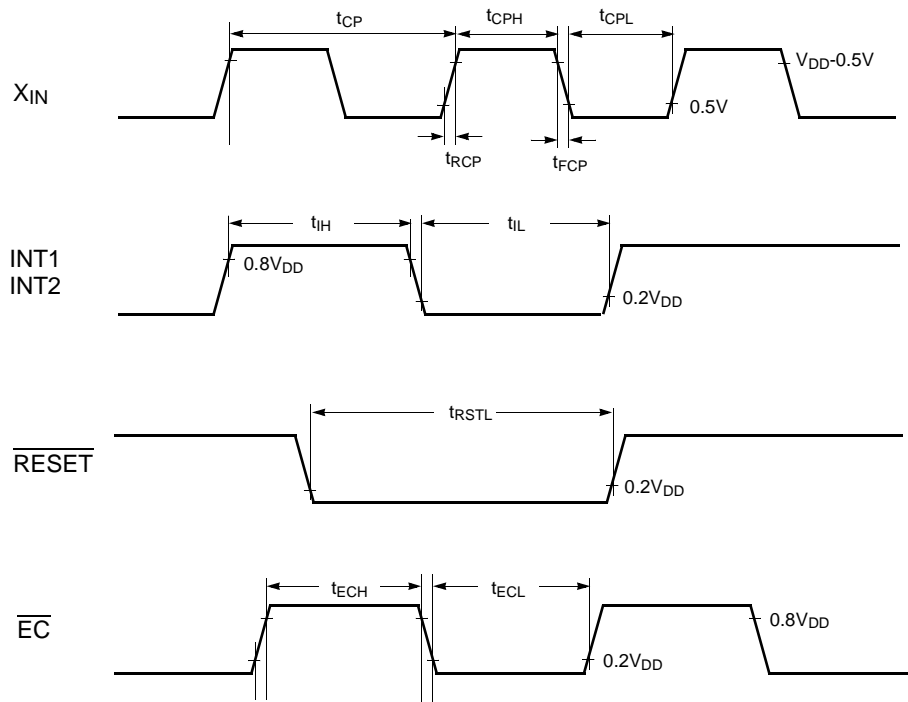 tCP tCPH tCPL
XIN
VDD-0.5V
0.5V
tRCP tFCP
tIH tIL
INT1
INT2
0.8VDD
0.2VDD
tRSTL
RESET
0.2VDD
tECH tECL
EC
0.8VDD
0.2VDD